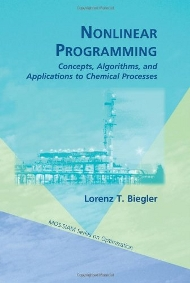 NONLINEAR
PROGRAMMING
Concepts, Algorithms, and
Applications to Chemical Processes
Lorenz T. Biegler
MOS-SIAM Series on Optimization